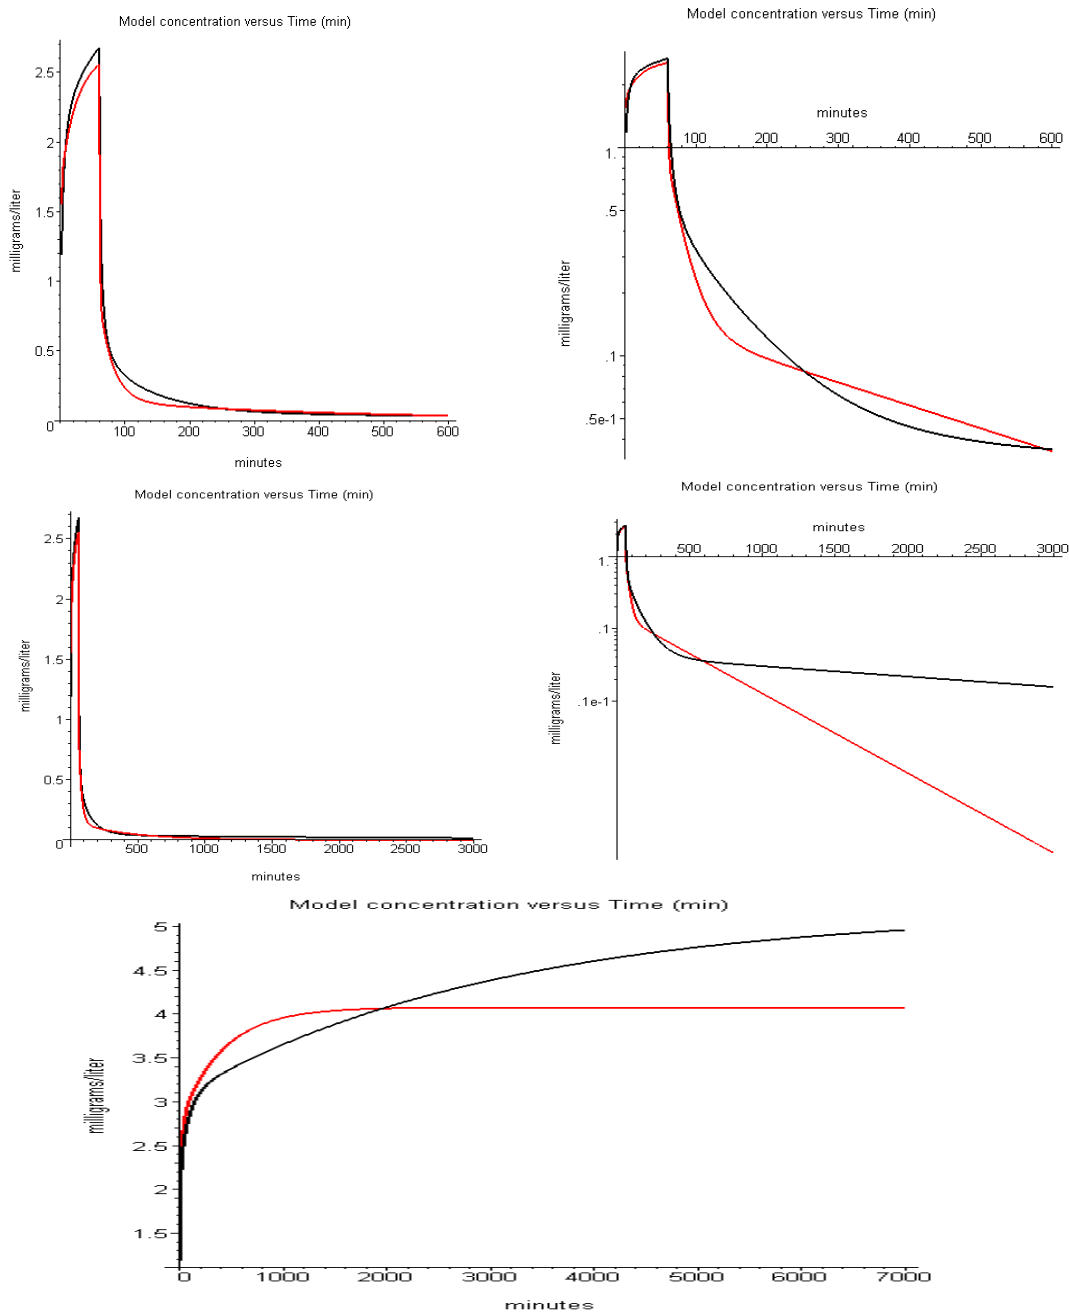 Model concentration versus Time (min)
2.5
2
1.5
1
0.5
0
milligrams/liter
100 200 300 400 500 600
minutes
Model concentration versus Time (min)
minutes
100 200 300 400 500 600
1.
.5
.1
.5e-1
milligrams/liter
Model concentration versus Time (min)
2.5
2
1.5
1
0.5
0
milligrams/liter
500 1000 1500 2000 2500 3000
minutes
Model concentration versus Time (min)
minutes
500 1000 1500 2000 2500 3000
1.
.1
.1e-1
milligrams/liter
Model concentration versus Time (min)
5
4.5
4
3.5
3
2.5
2
1.5
milligrams/liter
0 1000 2000 3000 4000 5000 6000 7000
minutes